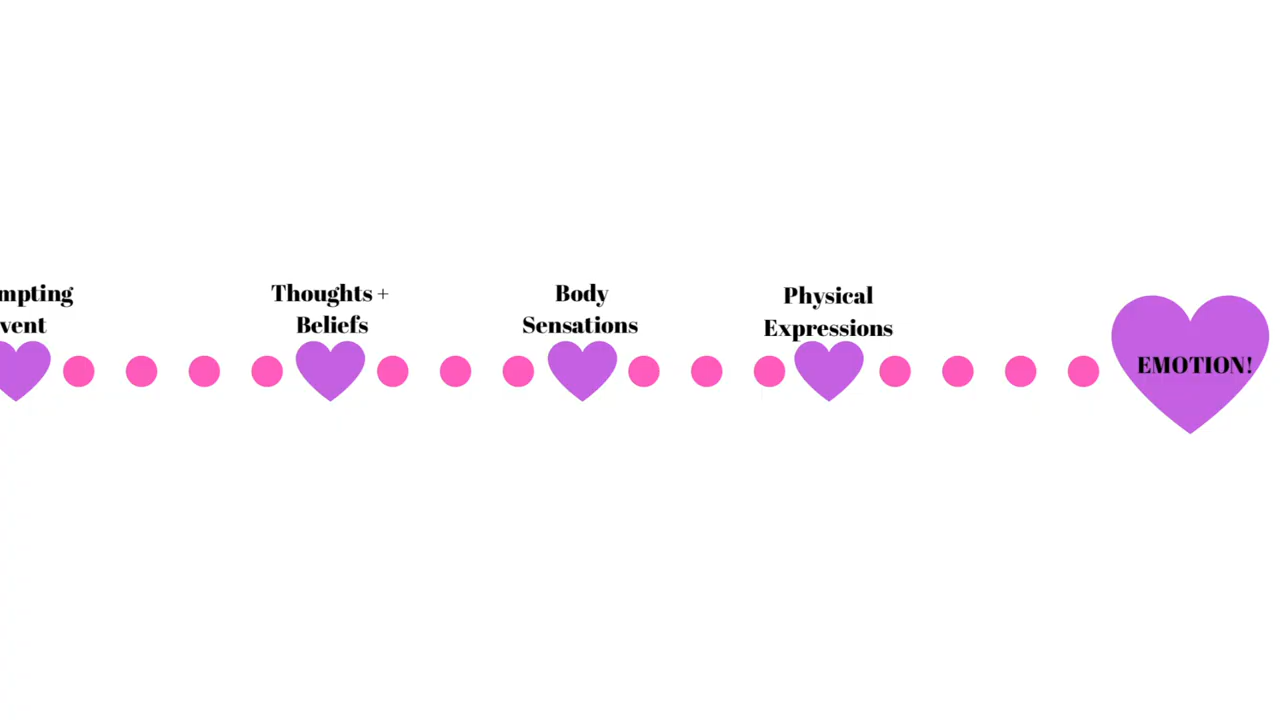 mpting
vent
Thoughts +
Beliefs
Body
Sensations
Physical
Expressions
EMOTION!